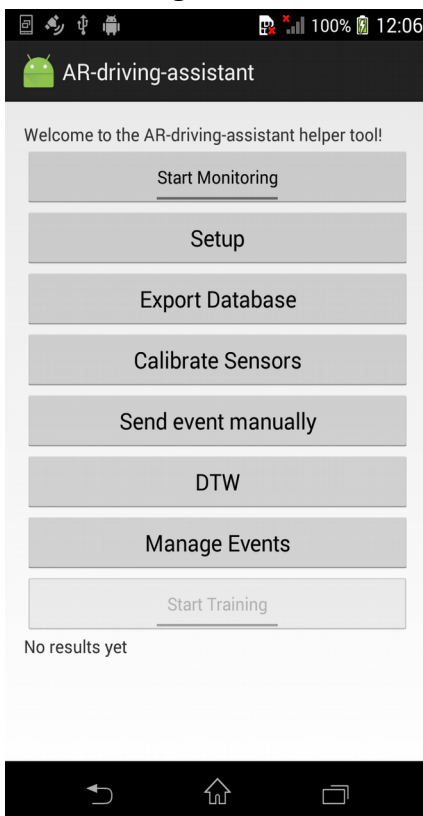 100% 12:06
AR-driving-assistant
Welcome to the AR-driving-assistant helper tool!
Start Monitoring
Setup
Export Database
Calibrate Sensors
Send event manually
DTW
Manage Events
Start Training
No results yet